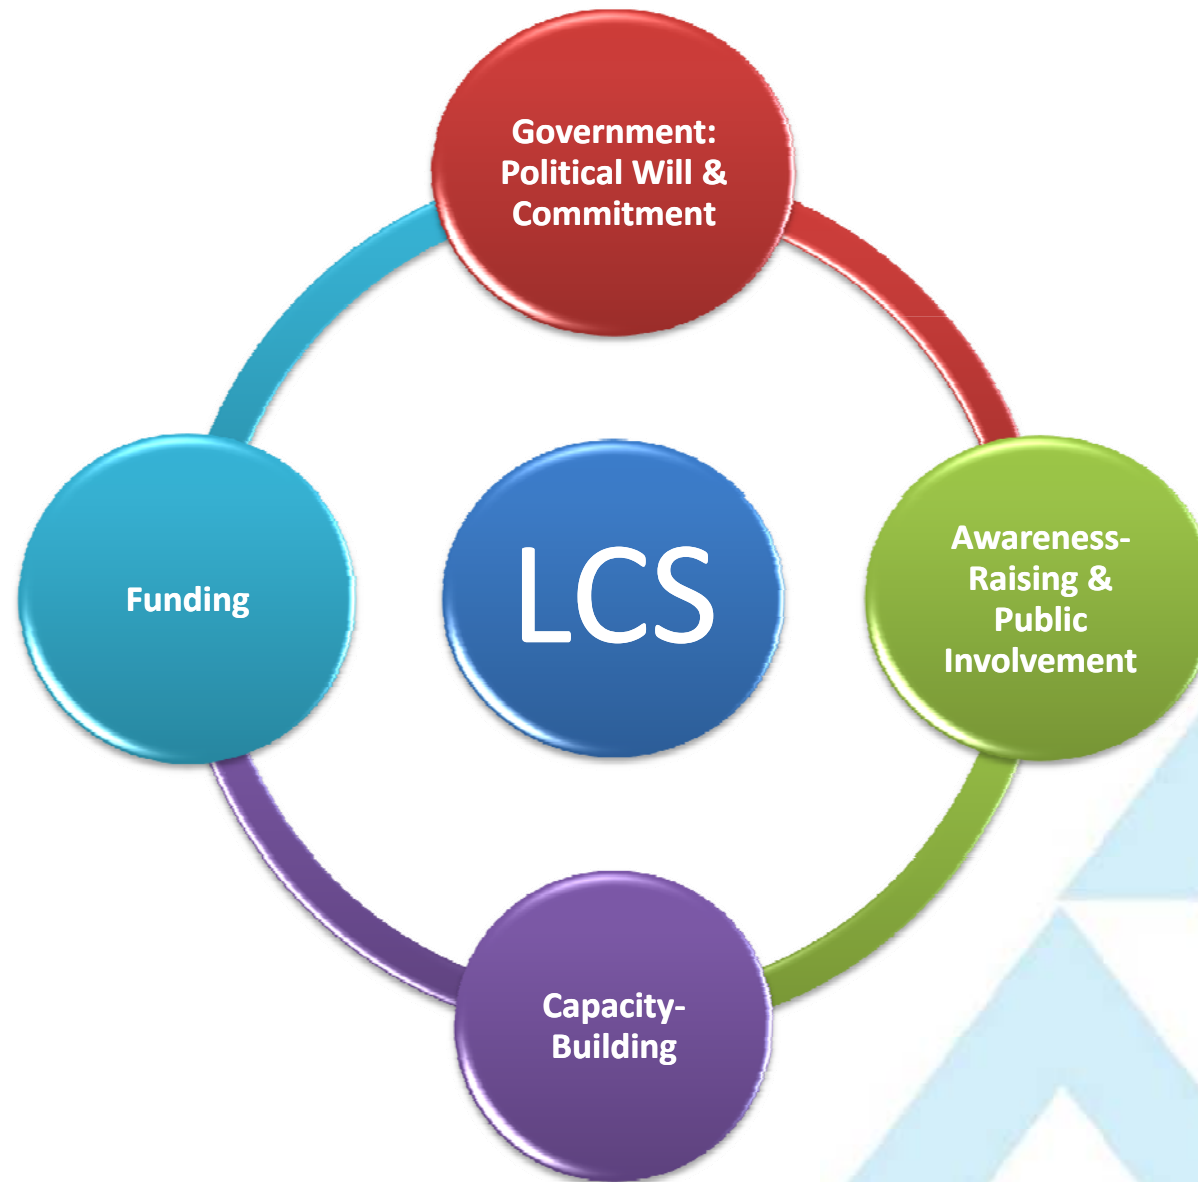 Government:
Political Will &
Commitment
Funding
LCS
Awareness-
Raising &
Public
Involvement
Capacity-
Building